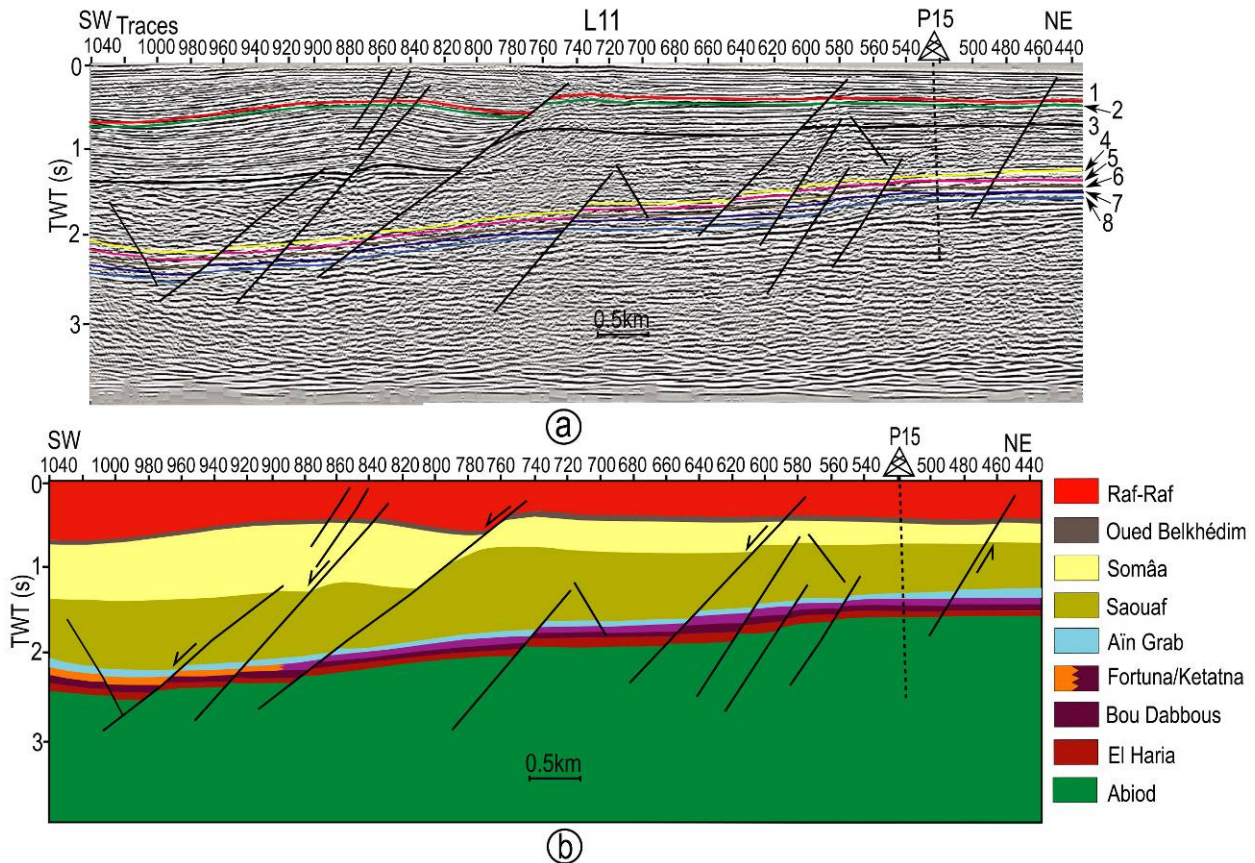 SW Traces L11 P15 NE
1040 1000 980 960 940 920 900 880 860 840 820 800 780 760 740 720 700 680 660 640 620 600 580 560 540 500 480 460 440
0
1
2
3
TWT (s)
1
2
3
4
5
6
7
8
0.5km
a
SW P15 NE
1040 1000 980 960 940 920 900 880 860 840 820 800 780 760 740 720 700 680 660 640 620 600 580 560 540 500 480 460 440
0
1
2
3
TWT (s)
0.5km
Raf-Raf
Oued Belkhédim
Somâa
Saouaf
Aïn Grab
Fortuna/Ketatna
Bou Dabbous
El Haria
Abiod
b